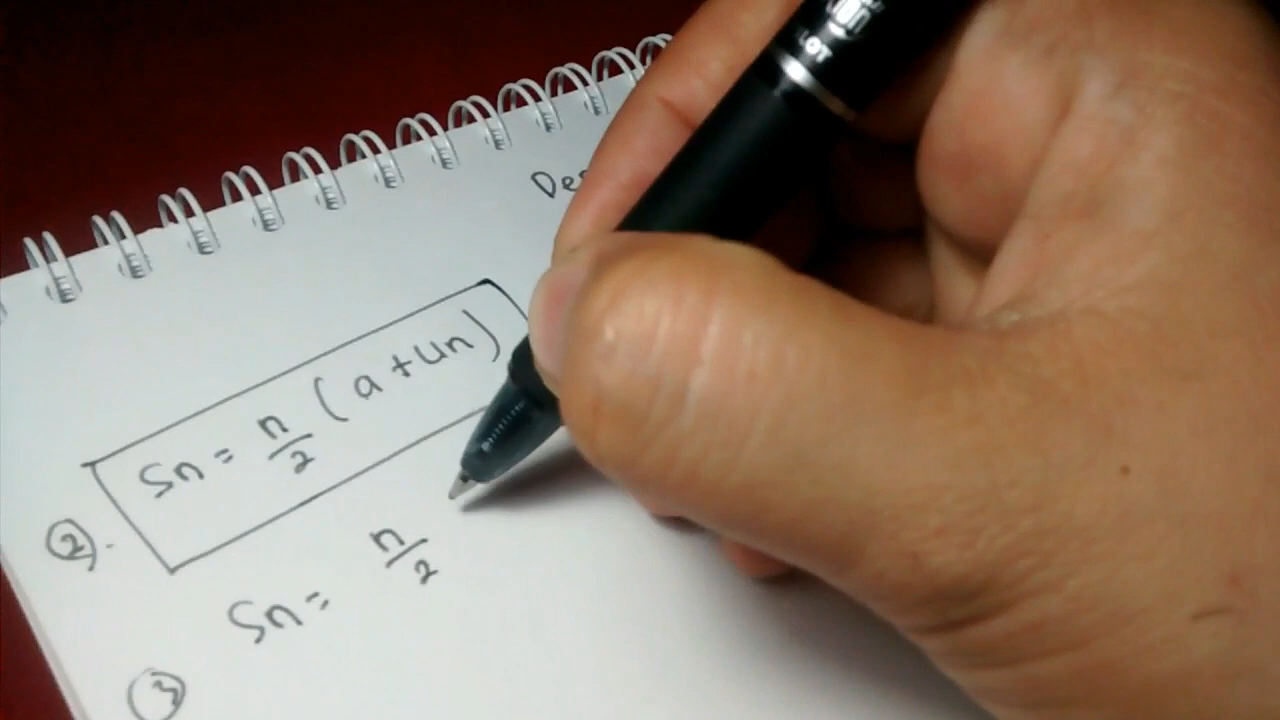 Sn = n/2 (a + Un)
②.
Sn = n/2
③